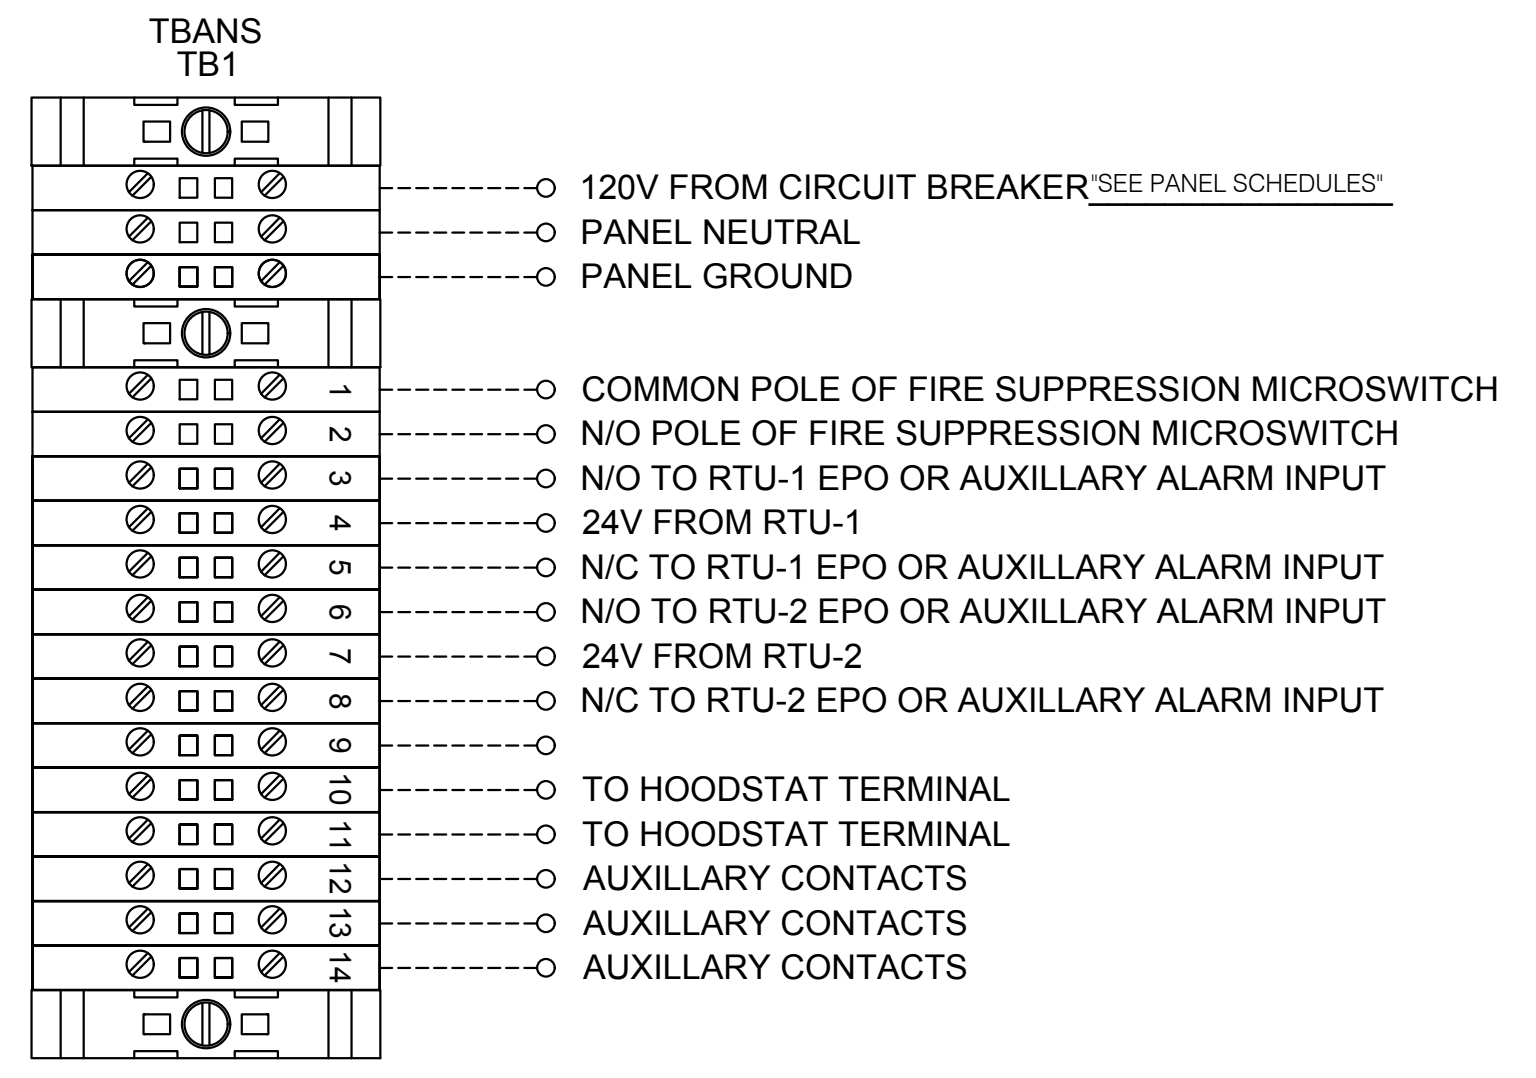 TBANS
TB1
120V FROM CIRCUIT BREAKER "SEE PANEL SCHEDULES"
PANEL NEUTRAL
PANEL GROUND
1 COMMON POLE OF FIRE SUPPRESSION MICROSWITCH
2 N/O POLE OF FIRE SUPPRESSION MICROSWITCH
3 N/O TO RTU-1 EPO OR AUXILLARY ALARM INPUT
4 24V FROM RTU-1
5 N/C TO RTU-1 EPO OR AUXILLARY ALARM INPUT
6 N/O TO RTU-2 EPO OR AUXILLARY ALARM INPUT
7 24V FROM RTU-2
8 N/C TO RTU-2 EPO OR AUXILLARY ALARM INPUT
9
10 TO HOODSTAT TERMINAL
11 TO HOODSTAT TERMINAL
12 AUXILLARY CONTACTS
13 AUXILLARY CONTACTS
14 AUXILLARY CONTACTS